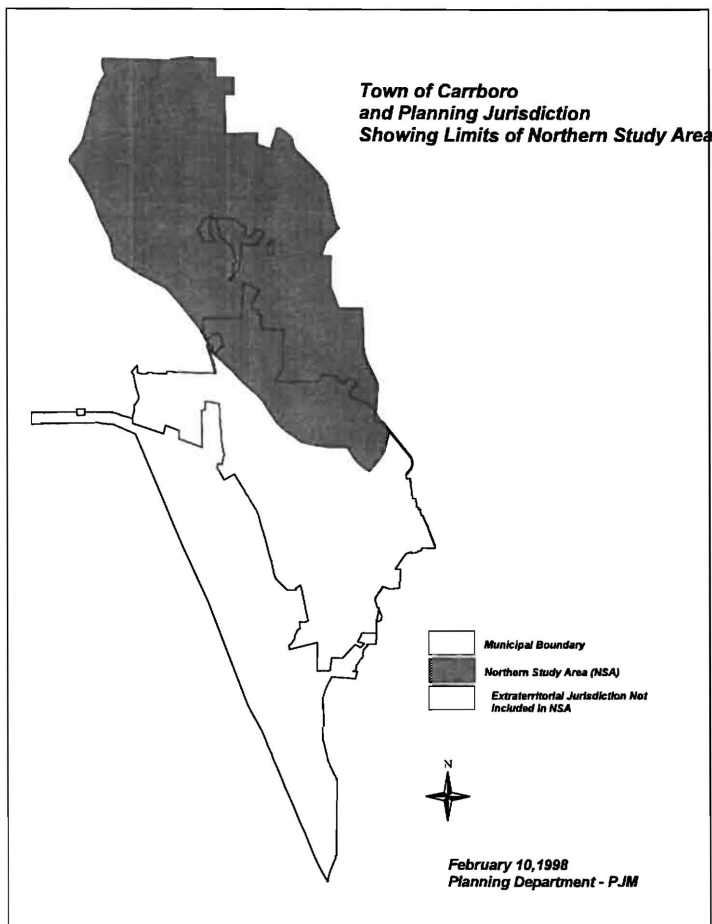 Town of Carrboro
and Planning Jurisdiction
Showing Limits of Northern Study Area
Municipal Boundary
Northern Study Area (NSA)
Extraterritorial Jurisdiction Not
Included in NSA
N
February 10,1998
Planning Department - PJM